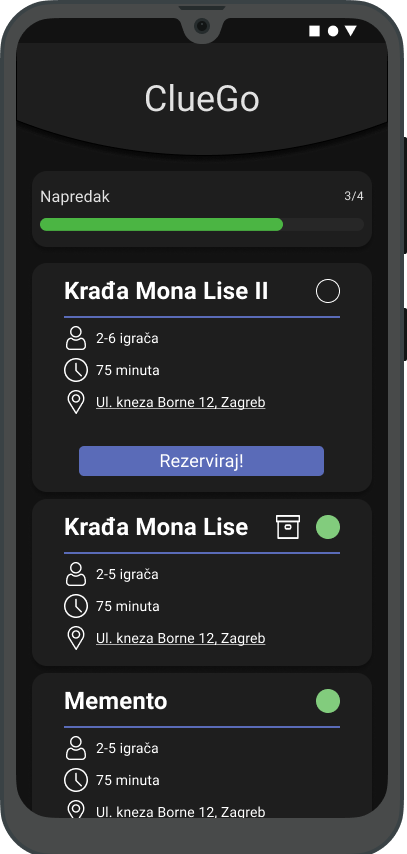 ClueGo
Napredak 3/4
Krađa Mona Lise II
2-6 igrača
75 minuta
Ul. kneza Borne 12, Zagreb
Rezerviraj!
Krađa Mona Lise
2-5 igrača
75 minuta
Ul. kneza Borne 12, Zagreb
Memento
2-5 igrača
75 minuta
Ul. kneza Borne 12, Zagreb